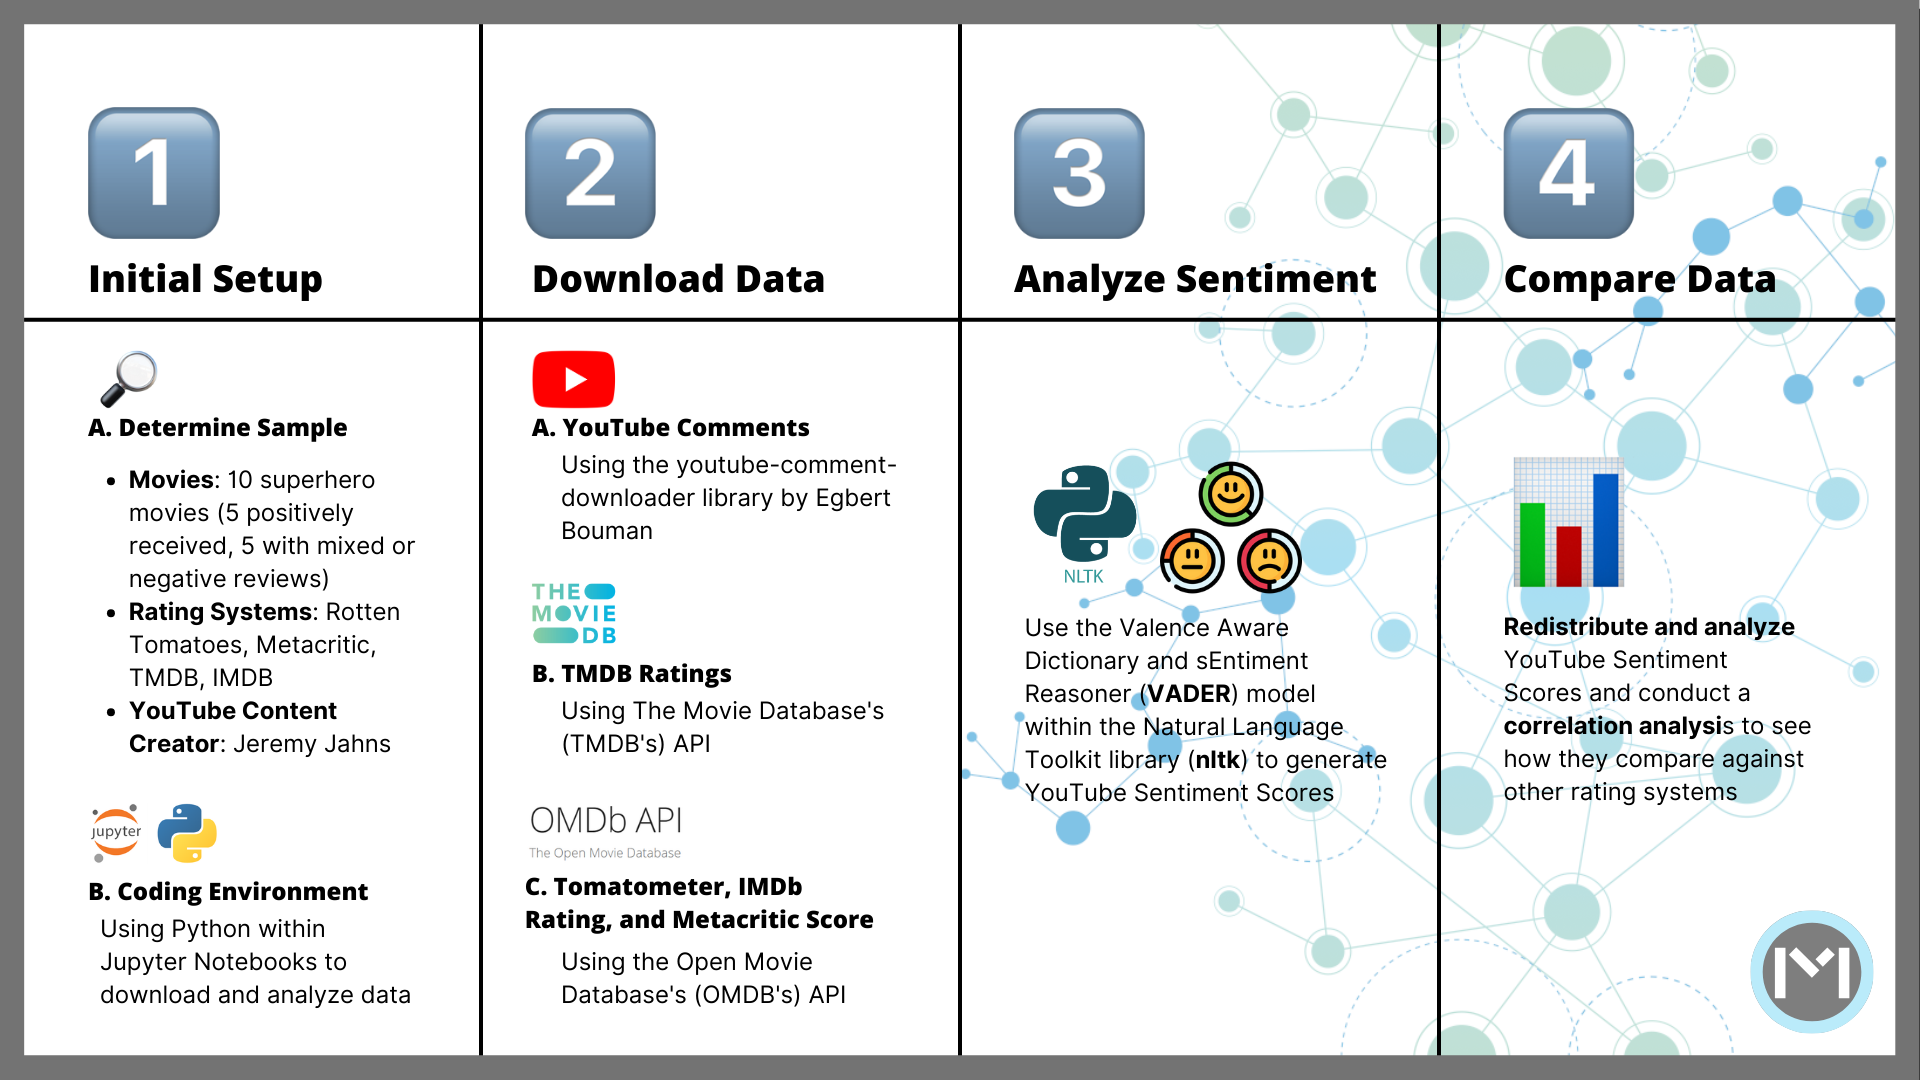 1
Initial Setup
A. Determine Sample
• Movies: 10 superhero
movies (5 positively
received, 5 with mixed or
negative reviews)
• Rating Systems: Rotten
Tomatoes, Metacritic,
TMDB, IMDB
• YouTube Content
Creator: Jeremy Jahns
jupyter
B. Coding Environment
Using Python within
Jupyter Notebooks to
download and analyze data
2
Download Data
A. YouTube Comments
Using the youtube-comment-
downloader library by Egbert
Bouman
THE
MOVIE
DB
B. TMDB Ratings
Using The Movie Database's
(TMDB's) API
OMDb API
The Open Movie Database
C. Tomatometer, IMDb
Rating, and Metacritic Score
Using the Open Movie
Database's (OMDB's) API
3
Analyze Sentiment
NLTK
Use the Valence Aware
Dictionary and sEntiment
Reasoner (VADER) model
within the Natural Language
Toolkit library (nltk) to generate
YouTube Sentiment Scores
4
Compare Data
Redistribute and analyze
YouTube Sentiment
Scores and conduct a
correlation analysis to see
how they compare against
other rating systems
M